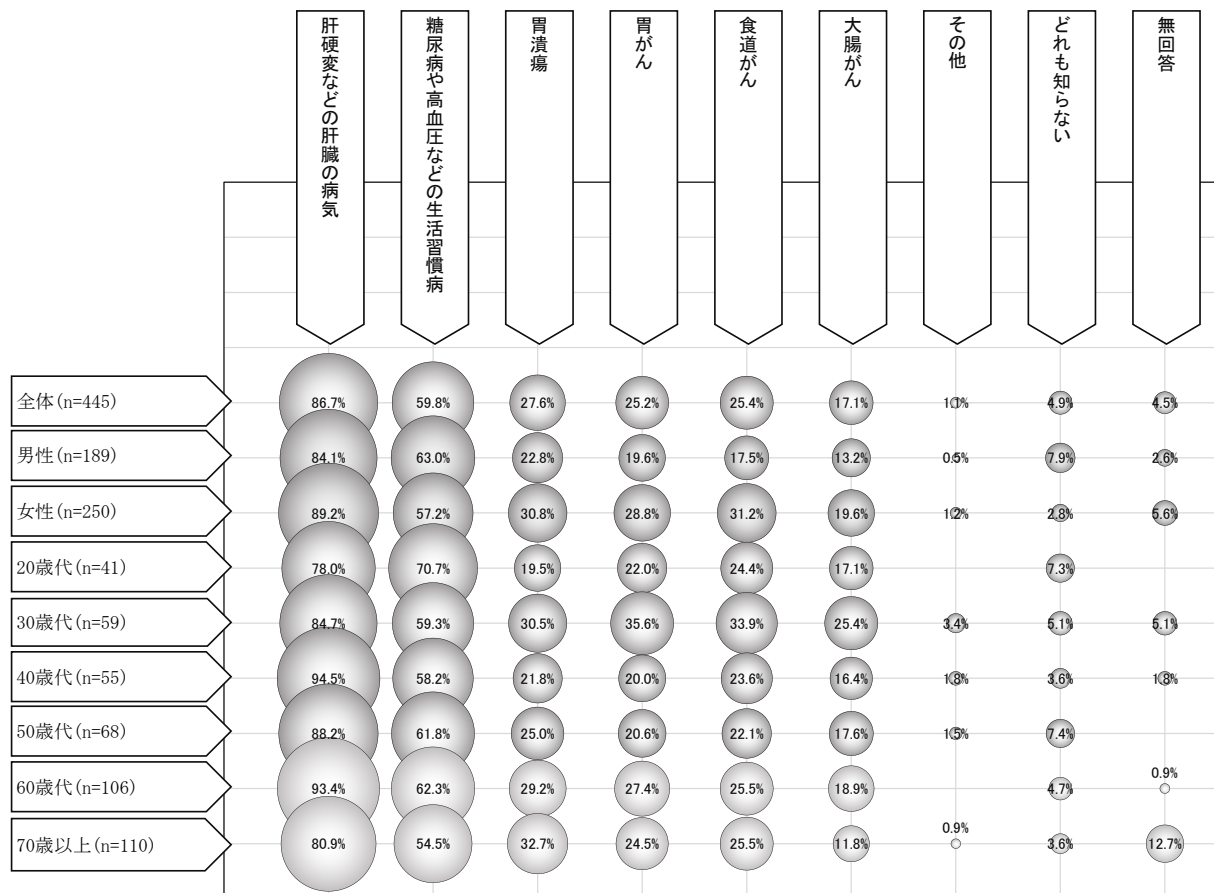 肝硬変などの肝臓の病気
糖尿病や高血圧などの生活習慣病
胃潰瘍
胃がん
食道がん
大腸がん
その他
どれも知らない
無回答
全体(n=445) 86.7% 59.8% 27.6% 25.2% 25.4% 17.1% 1.1% 4.9% 4.5%
男性(n=189) 84.1% 63.0% 22.8% 19.6% 17.5% 13.2% 0.5% 7.9% 2.6%
女性(n=250) 89.2% 57.2% 30.8% 28.8% 31.2% 19.6% 1.2% 2.8% 5.6%
20歳代(n=41) 78.0% 70.7% 19.5% 22.0% 24.4% 17.1% 7.3%
30歳代(n=59) 84.7% 59.3% 30.5% 35.6% 33.9% 25.4% 3.4% 5.1% 5.1%
40歳代(n=55) 94.5% 58.2% 21.8% 20.0% 23.6% 16.4% 1.8% 3.6% 1.8%
50歳代(n=68) 88.2% 61.8% 25.0% 20.6% 22.1% 17.6% 1.5% 7.4%
60歳代(n=106) 93.4% 62.3% 29.2% 27.4% 25.5% 18.9% 4.7% 0.9%
70歳以上(n=110) 80.9% 54.5% 32.7% 24.5% 25.5% 11.8% 0.9% 3.6% 12.7%